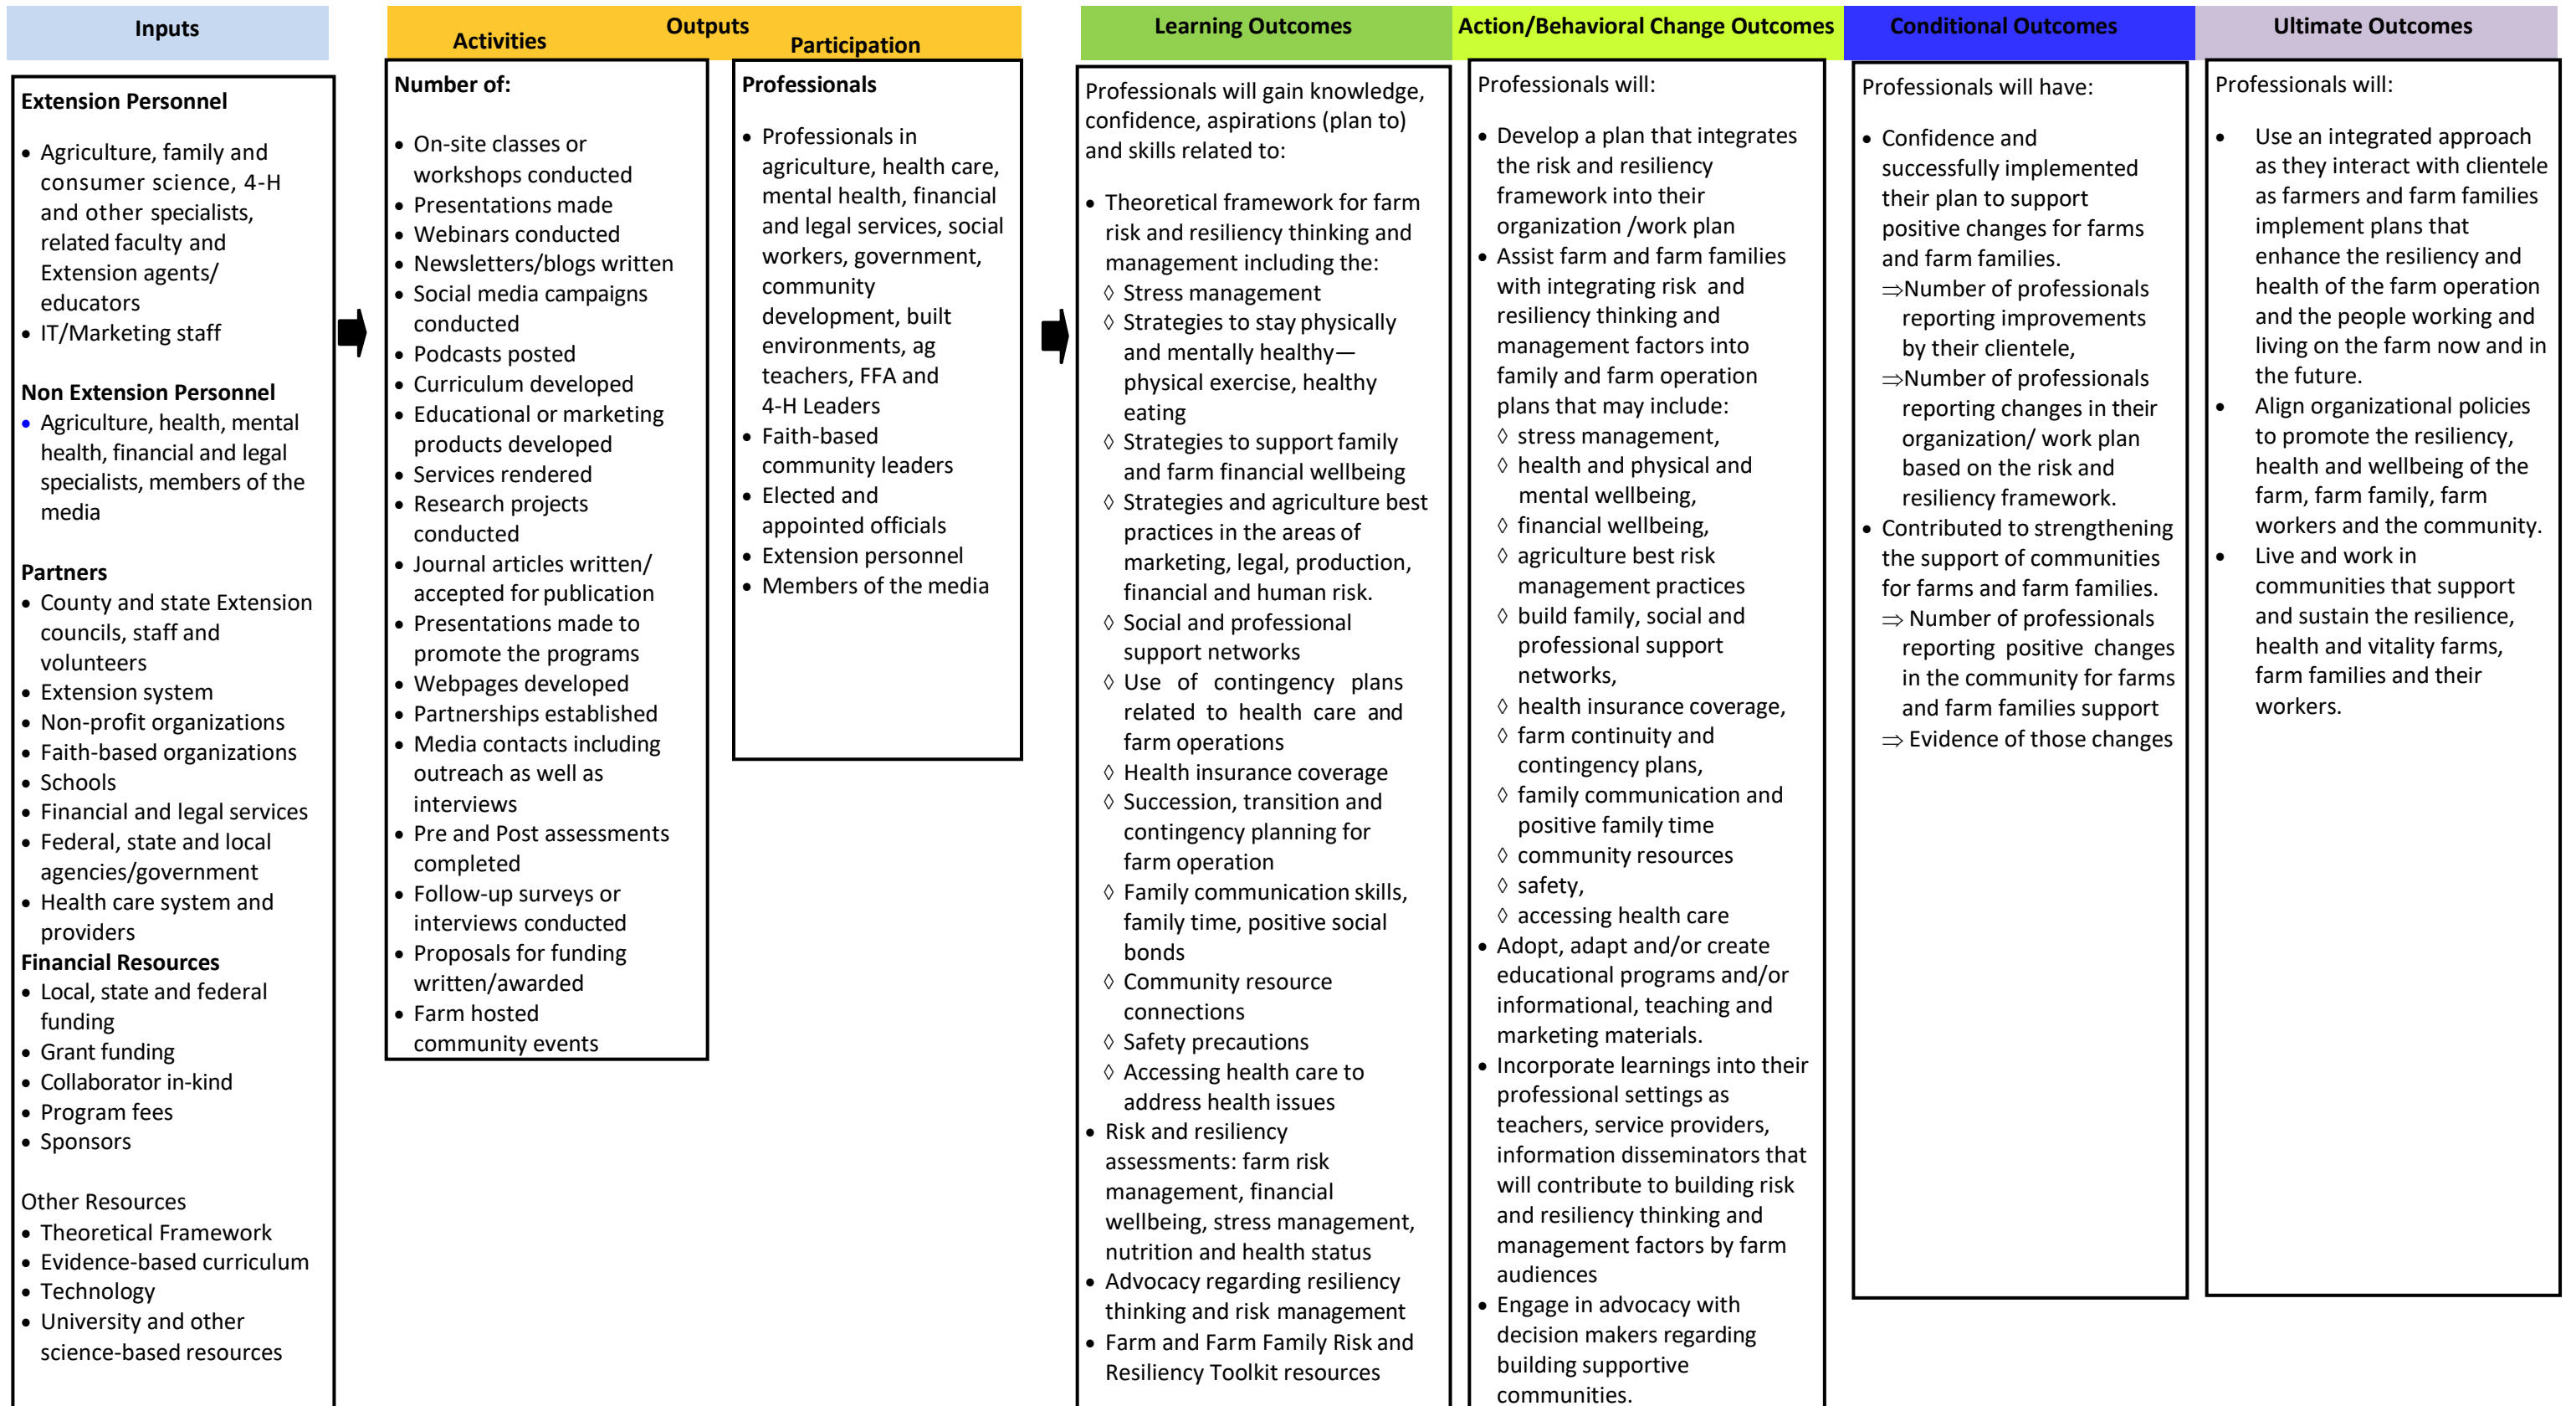 Inputs
Extension Personnel
• Agriculture, family and
consumer science, 4-H
and other specialists,
related faculty and
Extension agents/
educators
• IT/Marketing staff
Non Extension Personnel
• Agriculture, health, mental
health, financial and legal
specialists, members of the
media
Partners
• County and state Extension
councils, staff and
volunteers
• Extension system
• Non-profit organizations
• Faith-based organizations
• Schools
• Financial and legal services
• Federal, state and local
agencies/government
• Health care system and
providers
Financial Resources
• Local, state and federal
funding
• Grant funding
• Collaborator in-kind
• Program fees
• Sponsors
Other Resources
• Theoretical Framework
• Evidence-based curriculum
• Technology
• University and other
science-based resources
Outputs
Activities
Number of:
• On-site classes or
workshops conducted
• Presentations made
• Webinars conducted
• Newsletters/blogs written
• Social media campaigns
conducted
• Podcasts posted
• Curriculum developed
• Educational or marketing
products developed
• Services rendered
• Research projects
conducted
• Journal articles written/
accepted for publication
• Presentations made to
promote the programs
• Webpages developed
• Partnerships established
• Media contacts including
outreach as well as
interviews
• Pre and Post assessments
completed
• Follow-up surveys or
interviews conducted
• Proposals for funding
written/awarded
• Farm hosted
community events
Participation
Professionals
• Professionals in
agriculture, health care,
mental health, financial
and legal services, social
workers, government,
community
development, built
environments, ag
teachers, FFA and
4-H Leaders
• Faith-based
community leaders
• Elected and
appointed officials
• Extension personnel
• Members of the media
Learning Outcomes
Professionals will gain knowledge,
confidence, aspirations (plan to)
and skills related to:
• Theoretical framework for farm
risk and resiliency thinking and
management including the:
◊ Stress management
◊ Strategies to stay physically
and mentally healthy—
physical exercise, healthy
eating
◊ Strategies to support family
and farm financial wellbeing
◊ Strategies and agriculture best
practices in the areas of
marketing, legal, production,
financial and human risk.
◊ Social and professional
support networks
◊ Use of contingency plans
related to health care and
farm operations
◊ Health insurance coverage
◊ Succession, transition and
contingency planning for
farm operation
◊ Family communication skills,
family time, positive social
bonds
◊ Community resource
connections
◊ Safety precautions
◊ Accessing health care to
address health issues
• Risk and resiliency
assessments: farm risk
management, financial
wellbeing, stress management,
nutrition and health status
• Advocacy regarding resiliency
thinking and risk management
• Farm and Farm Family Risk and
Resiliency Toolkit resources
Action/Behavioral Change Outcomes
Professionals will:
• Develop a plan that integrates
the risk and resiliency
framework into their
organization /work plan
• Assist farm and farm families
with integrating risk and
resiliency thinking and
management factors into
family and farm operation
plans that may include:
◊ stress management,
◊ health and physical and
mental wellbeing,
◊ financial wellbeing,
◊ agriculture best risk
management practices
◊ build family, social and
professional support
networks,
◊ health insurance coverage,
◊ farm continuity and
contingency plans,
◊ family communication and
positive family time
◊ community resources
◊ safety,
◊ accessing health care
• Adopt, adapt and/or create
educational programs and/or
informational, teaching and
marketing materials.
• Incorporate learnings into their
professional settings as
teachers, service providers,
information disseminators that
will contribute to building risk
and resiliency thinking and
management factors by farm
audiences
• Engage in advocacy with
decision makers regarding
building supportive
communities.
Conditional Outcomes
Professionals will have:
• Confidence and
successfully implemented
their plan to support
positive changes for farms
and farm families.
⇒Number of professionals
reporting improvements
by their clientele,
⇒Number of professionals
reporting changes in their
organization/ work plan
based on the risk and
resiliency framework.
• Contributed to strengthening
the support of communities
for farms and farm families.
⇒ Number of professionals
reporting positive changes
in the community for farms
and farm families support
⇒ Evidence of those changes
Ultimate Outcomes
Professionals will:
• Use an integrated approach
as they interact with clientele
as farmers and farm families
implement plans that
enhance the resiliency and
health of the farm operation
and the people working and
living on the farm now and in
the future.
• Align organizational policies
to promote the resiliency,
health and wellbeing of the
farm, farm family, farm
workers and the community.
• Live and work in
communities that support
and sustain the resilience,
health and vitality farms,
farm families and their
workers.